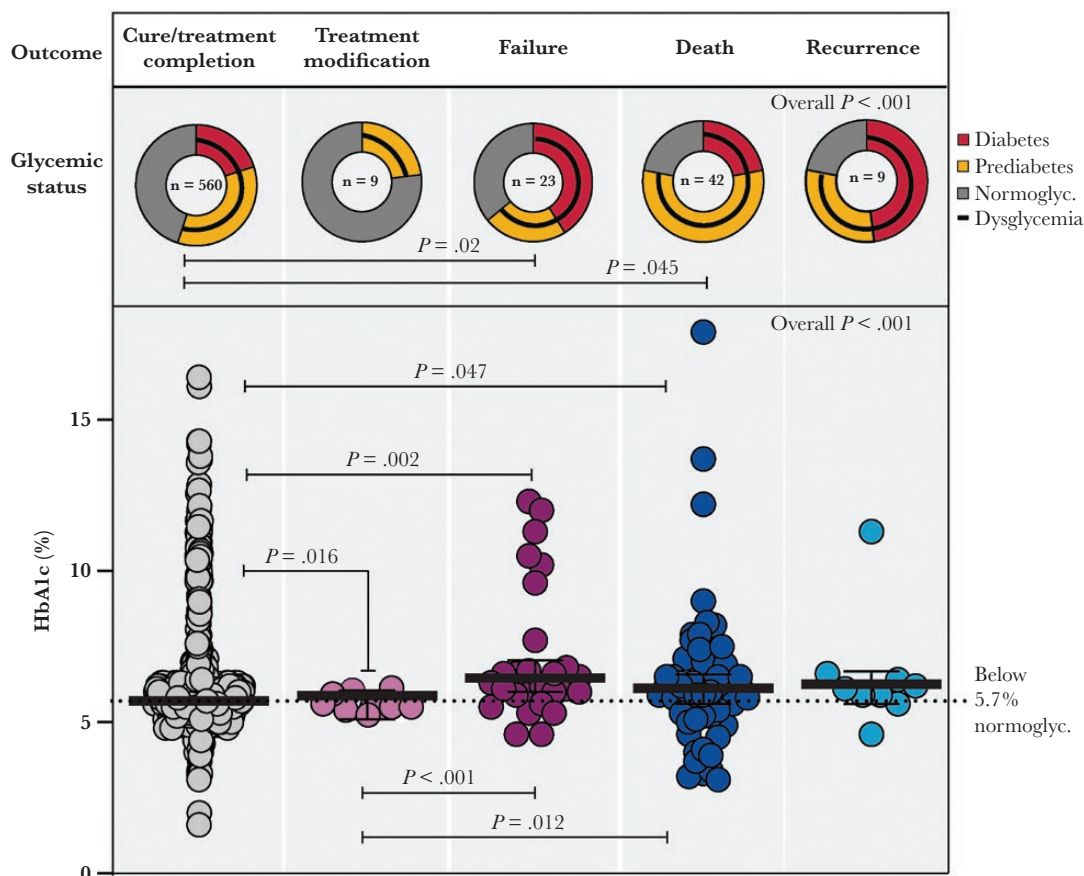 Outcome
Cure/treatment
completion
Treatment
modification
Failure
Death
Recurrence
Overall P < .001
Glycemic
status
n = 560
n = 9
n = 23
n = 42
n = 9
Diabetes
Prediabetes
Normoglyc.
Dysglycemia
P = .02
P = .045
Overall P < .001
P = .047
15
P = .002
P = .016
10
HbA1c (%)
Below
5.7%
normoglyc.
5
P < .001
P = .012
0